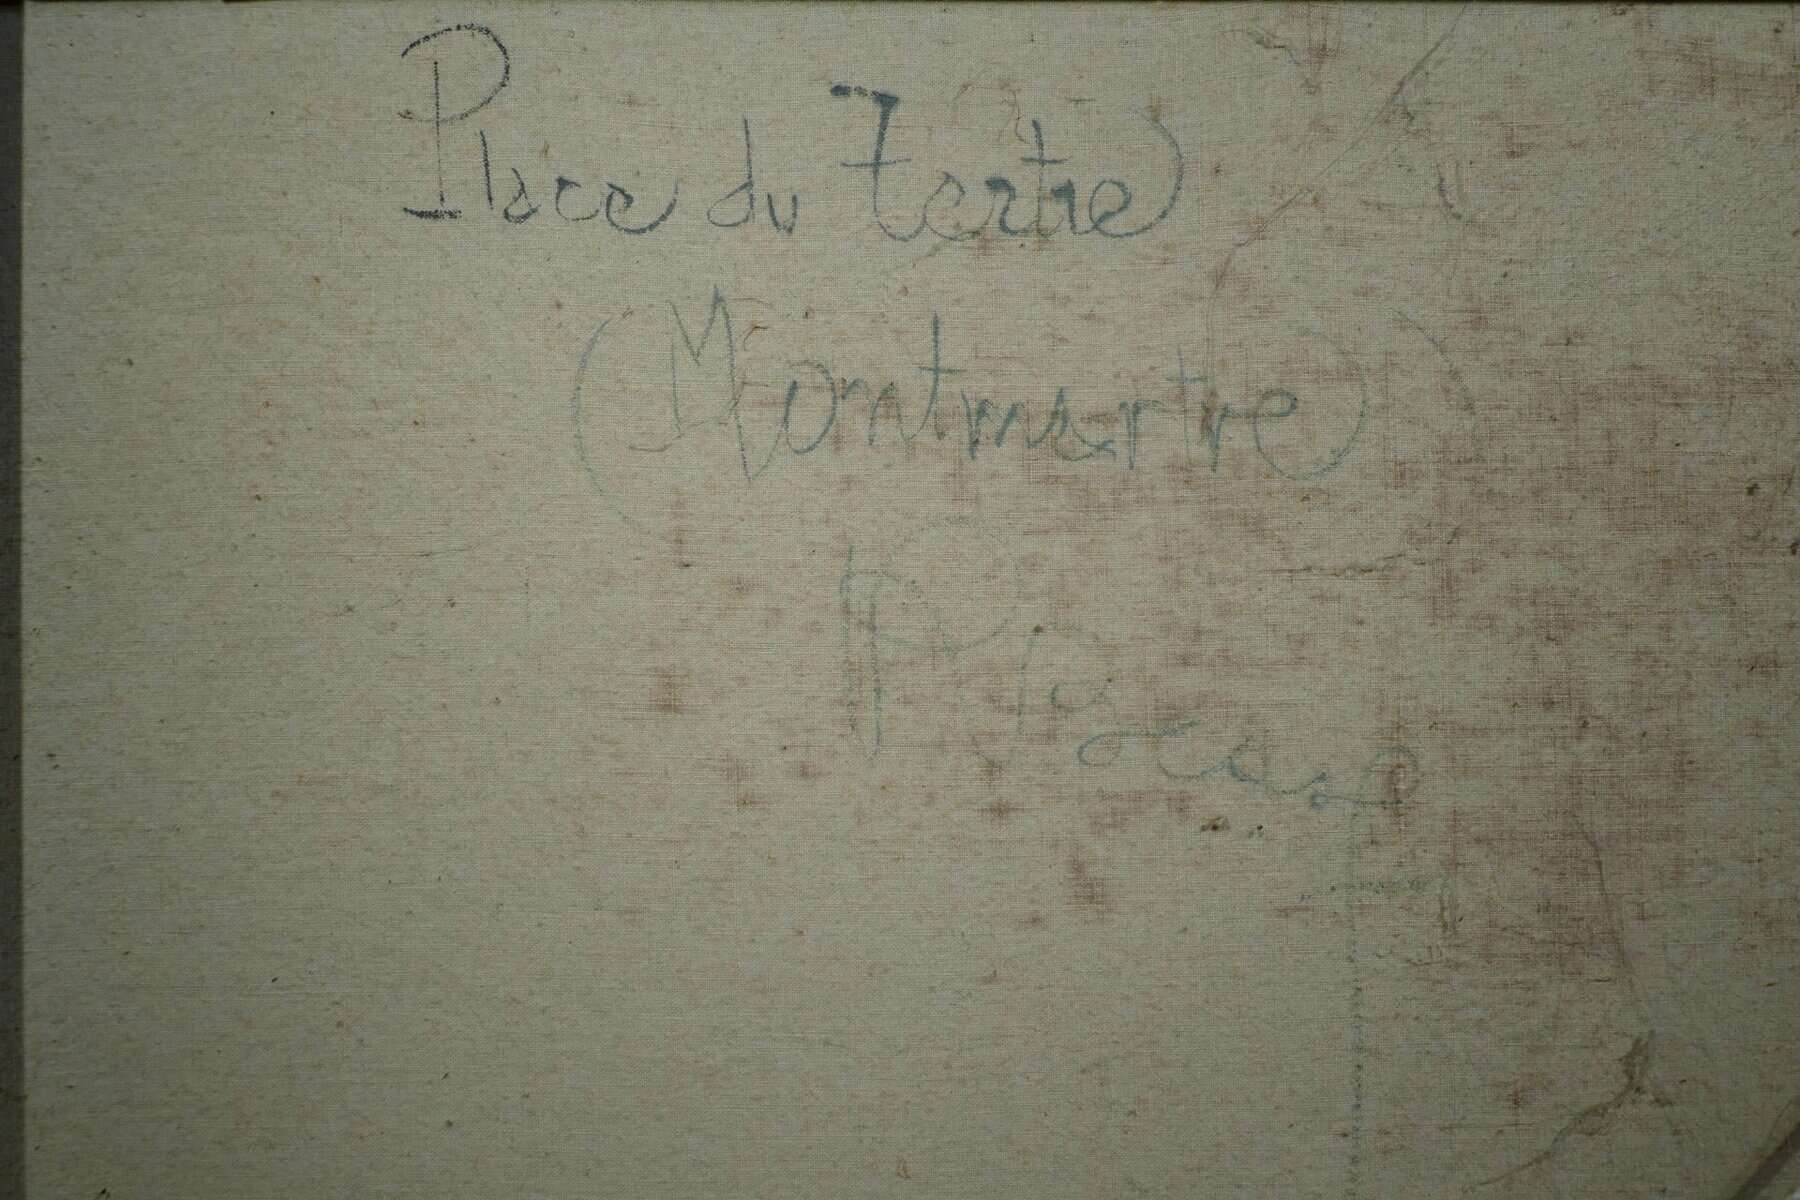 Place du Tertre
(Montmartre)